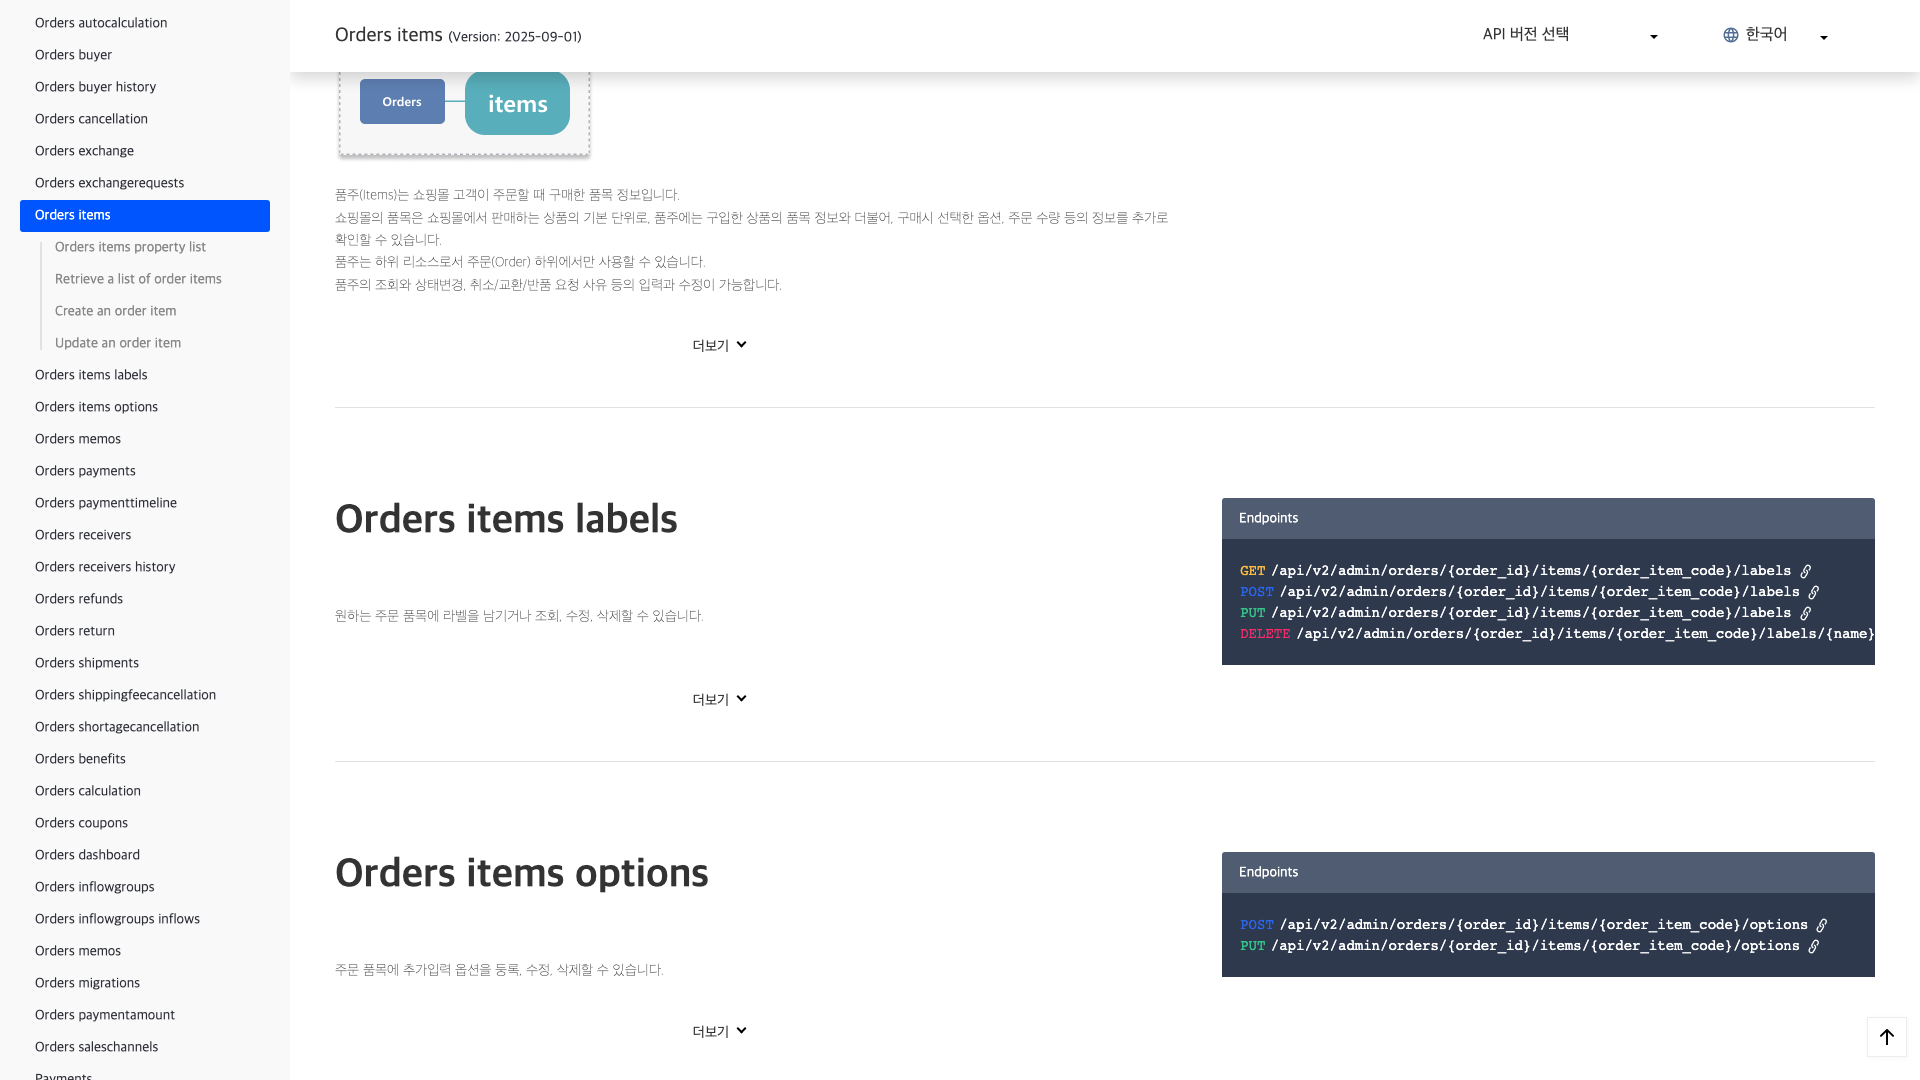 Orders autocalculation
Orders buyer
Orders buyer history
Orders cancellation
Orders exchange
Orders exchangerequests
Orders items
Orders items property list
Retrieve a list of order items
Create an order item
Update an order item
Orders items labels
Orders items options
Orders memos
Orders payments
Orders paymenttimeline
Orders receivers
Orders receivers history
Orders refunds
Orders return
Orders shipments
Orders shippingfeecancellation
Orders shortagecancellation
Orders benefits
Orders calculation
Orders coupons
Orders dashboard
Orders inflowgroups
Orders inflowgroups inflows
Orders memos
Orders migrations
Orders paymentamount
Orders saleschannels
Payments
Orders items (Version: 2025-09-01)
API 버전 선택
한국어
Orders
items
품주(Items)는 쇼핑몰 고객이 주문할 때 구매한 품목 정보입니다.
쇼핑몰의 품목은 쇼핑몰에서 판매하는 상품의 기본 단위로, 품주에는 구입한 상품의 품목 정보와 더불어, 구매시 선택한 옵션, 주문 수량 등의 정보를 추가로
확인할 수 있습니다.
품주는 하위 리소스로서 주문(Order) 하위에서만 사용할 수 있습니다.
품주의 조회와 상태변경, 취소/교환/반품 요청 사유 등의 입력과 수정이 가능합니다.
더보기
Orders items labels
원하는 주문 품목에 라벨을 남기거나 조회, 수정, 삭제할 수 있습니다.
더보기
Endpoints
GET /api/v2/admin/orders/{order_id}/items/{order_item_code}/labels
POST /api/v2/admin/orders/{order_id}/items/{order_item_code}/labels
PUT /api/v2/admin/orders/{order_id}/items/{order_item_code}/labels
DELETE /api/v2/admin/orders/{order_id}/items/{order_item_code}/labels/{name}
Orders items options
주문 품목에 추가입력 옵션을 등록, 수정, 삭제할 수 있습니다.
더보기
Endpoints
POST /api/v2/admin/orders/{order_id}/items/{order_item_code}/options
PUT /api/v2/admin/orders/{order_id}/items/{order_item_code}/options